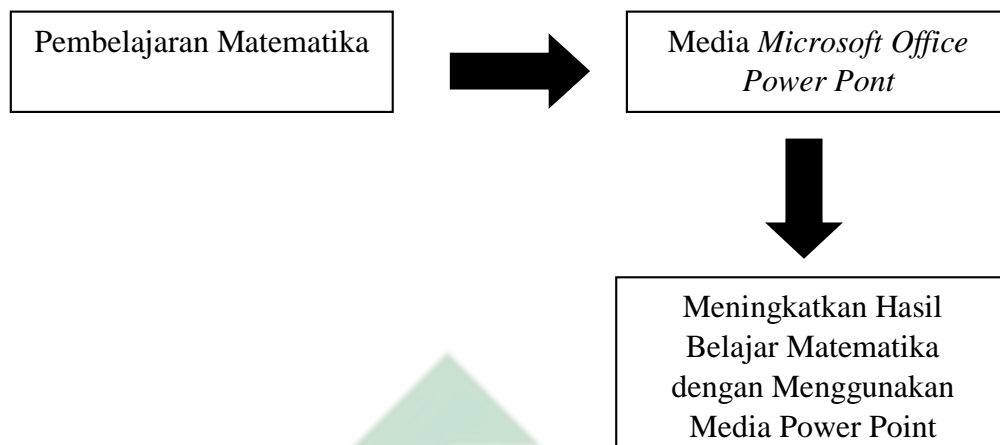 Pembelajaran Matematika
Media Microsoft Office
Power Pont
Meningkatkan Hasil
Belajar Matematika
dengan Menggunakan
Media Power Point